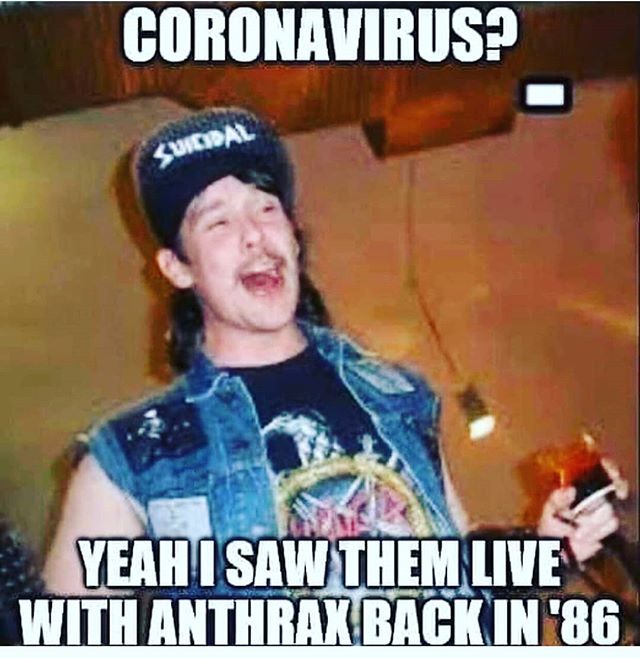 CORONAVIRUS?
SUICIDAL
YEAH I SAW THEM LIVE
WITH ANTHRAX BACK IN '86